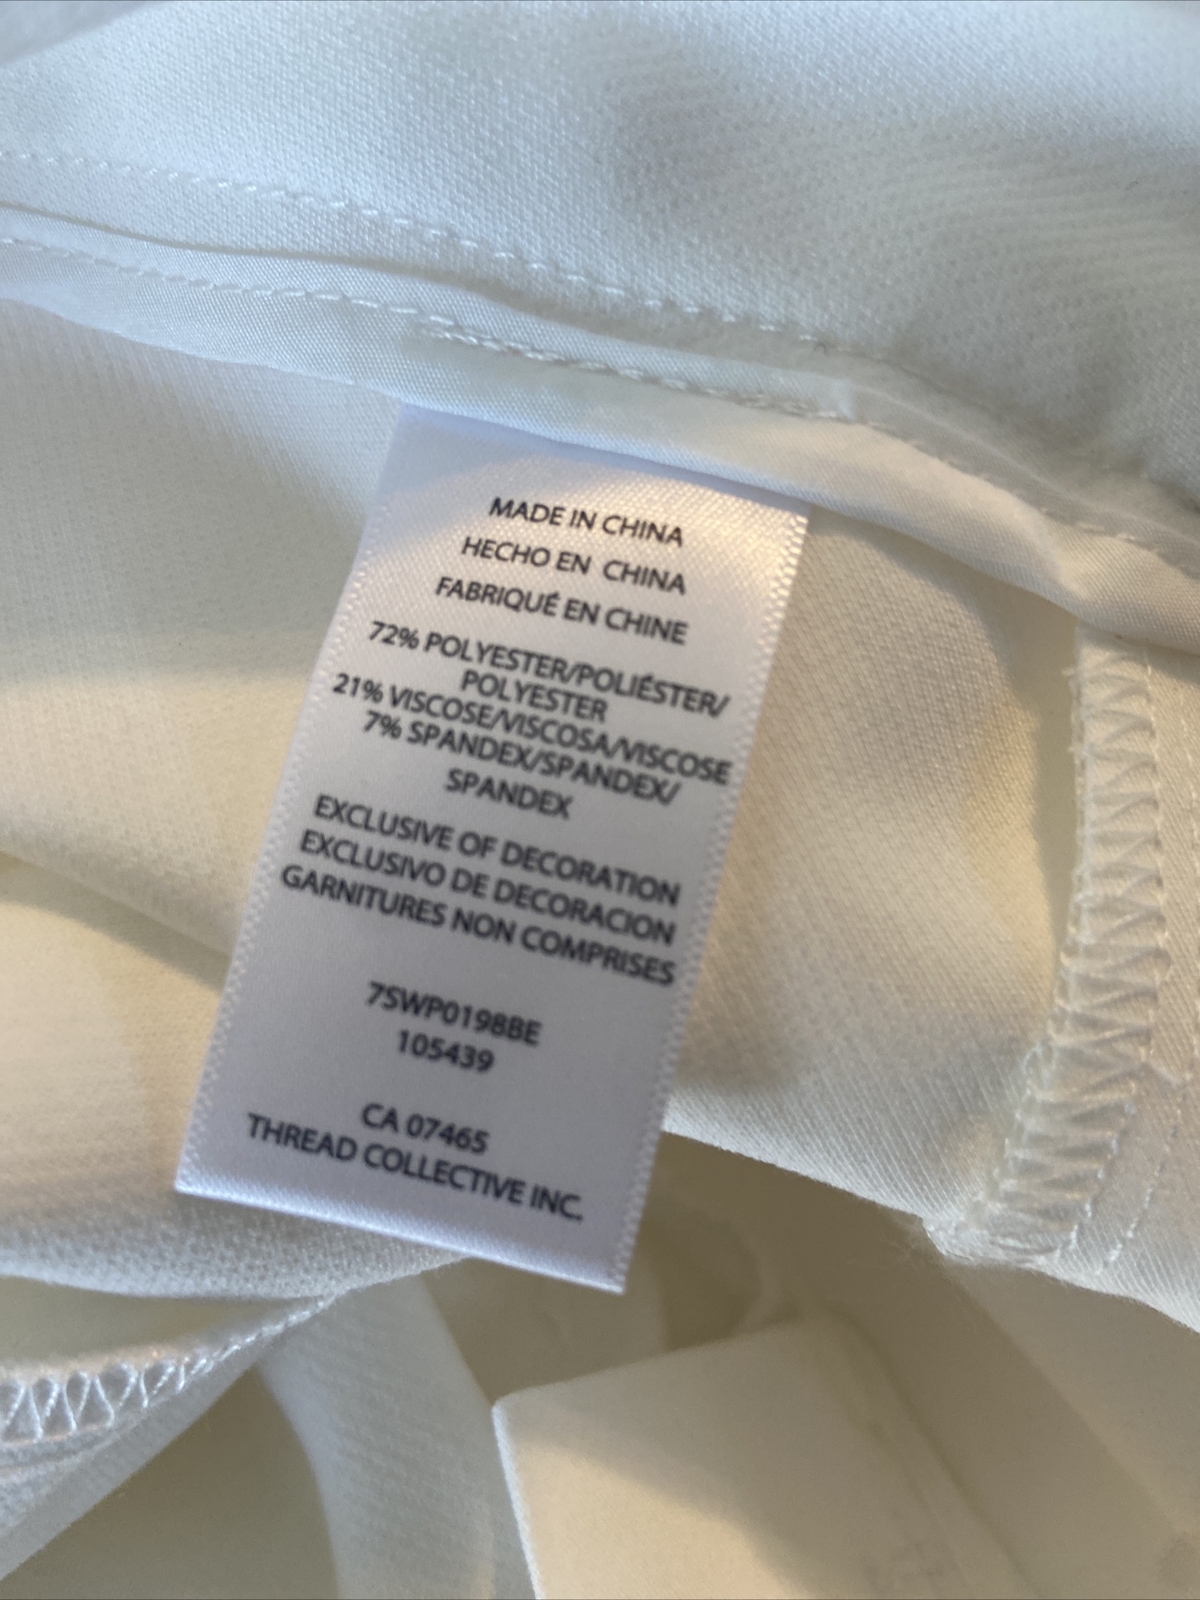 MADE IN CHINA
HECHO EN CHINA
FABRIQUÉ EN CHINE
72% POLYESTER/POLIÉSTER/
POLYESTER
21% VISCOSE/VISCOSA/VISCOSE
7% SPANDEX/SPANDEX/
SPANDEX
EXCLUSIVE OF DECORATION
EXCLUSIVO DE DECORACION
GARNITURES NON COMPRISES
7SWP0198BE
105439
CA 07465
THREAD COLLECTIVE INC.